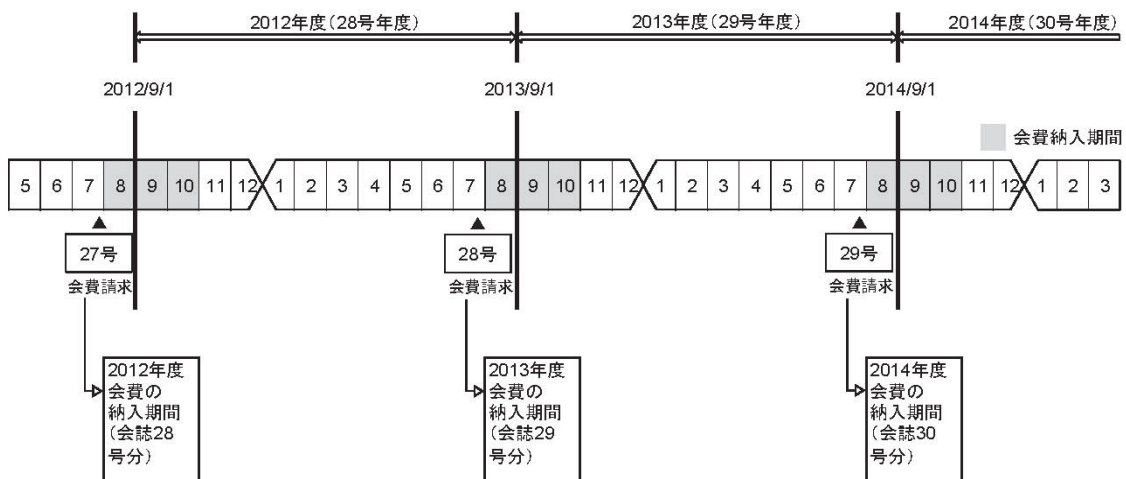 2012年度（28号年度） 2013年度（29号年度） 2014年度（30号年度）
2012/9/1 2013/9/1 2014/9/1
会費納入期間
5 6 7 8 9 10 11 12 1 2 3 4 5 6 7 8 9 10 11 12 1 2 3 4 5 6 7 8 9 10 11 12 1 2 3
27号 28号 29号
会費請求 会費請求 会費請求
2012年度
会費の
納入期間
（会誌28
号分）
2013年度
会費の
納入期間
（会誌29
号分）
2014年度
会費の
納入期間
（会誌30
号分）